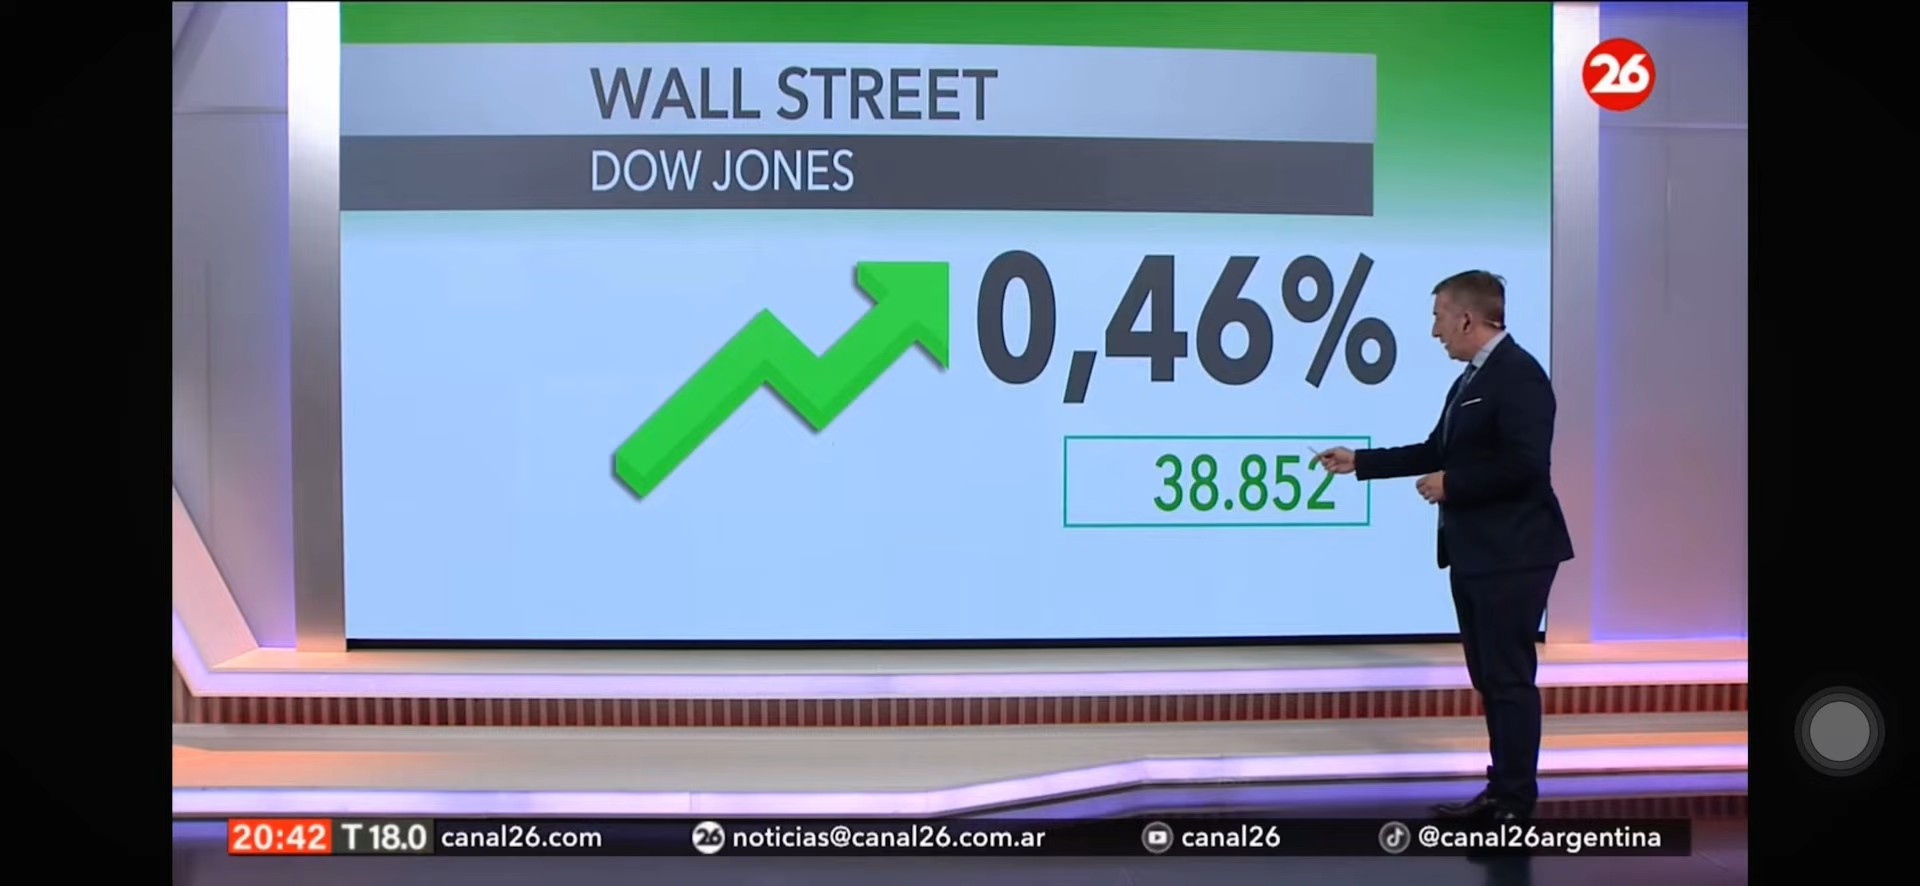 WALL STREET
26
DOW JONES
0,46%
38.852
20:42 T 18.0 canal26.com 26 noticias@canal26.com.ar canal26 @canal26argentina